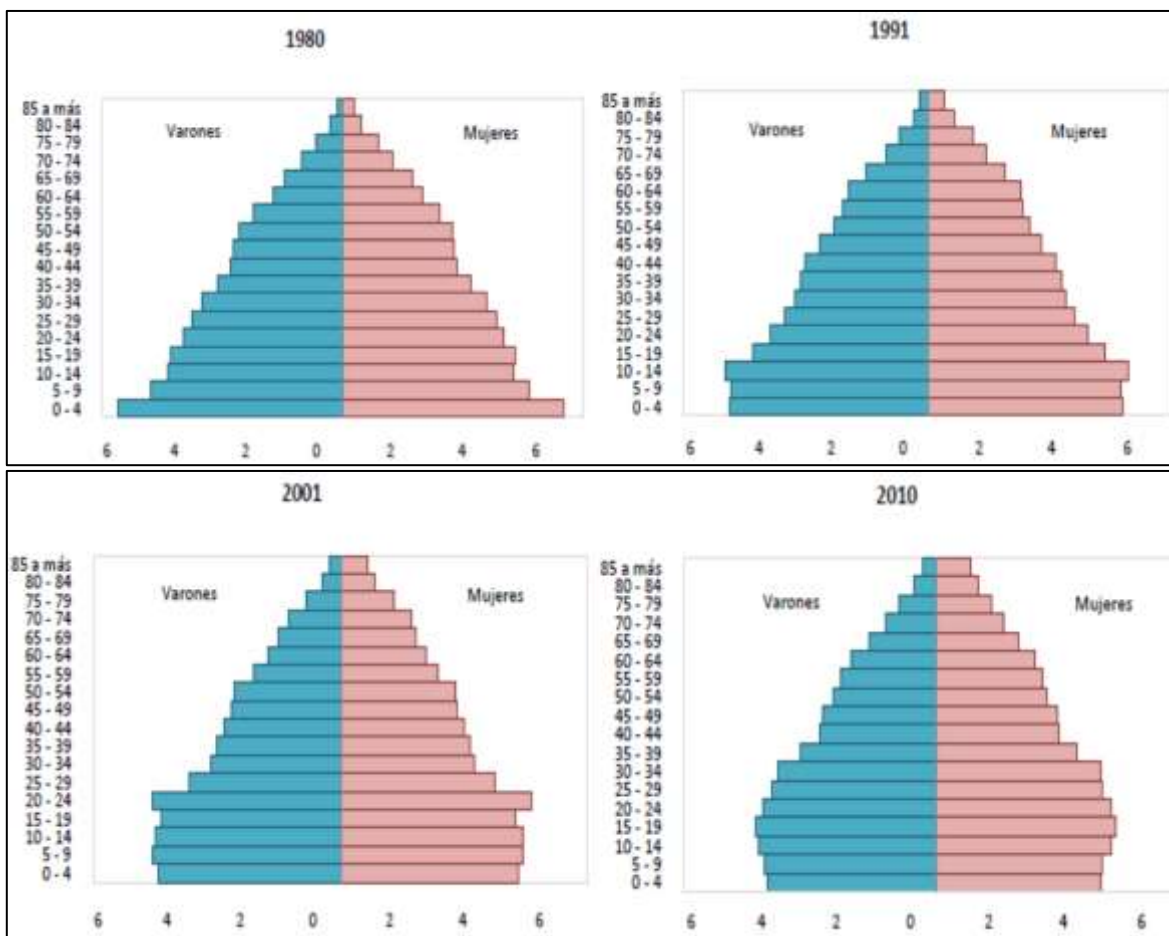 1980
85 a más
80 - 84
75 - 79
70 - 74
65 - 69
60 - 64
55 - 59
50 - 54
45 - 49
40 - 44
35 - 39
30 - 34
25 - 29
20 - 24
15 - 19
10 - 14
5 - 9
0 - 4
Varones
Mujeres
6 4 2 0 2 4 6
1991
85 a más
80 - 84
75 - 79
70 - 74
65 - 69
60 - 64
55 - 59
50 - 54
45 - 49
40 - 44
35 - 39
30 - 34
25 - 29
20 - 24
15 - 19
10 - 14
5 - 9
0 - 4
Varones
Mujeres
6 4 2 0 2 4 6
2001
85 a más
80 - 84
75 - 79
70 - 74
65 - 69
60 - 64
55 - 59
50 - 54
45 - 49
40 - 44
35 - 39
30 - 34
25 - 29
20 - 24
15 - 19
10 - 14
5 - 9
0 - 4
Varones
Mujeres
6 4 2 0 2 4 6
2010
85 a más
80 - 84
75 - 79
70 - 74
65 - 69
60 - 64
55 - 59
50 - 54
45 - 49
40 - 44
35 - 39
30 - 34
25 - 29
20 - 24
15 - 19
10 - 14
5 - 9
0 - 4
Varones
Mujeres
6 4 2 0 2 4 6